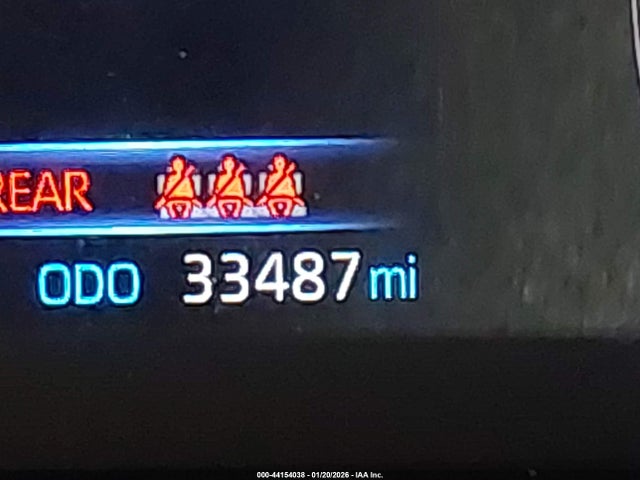 REAR
ODO 33487 mi
000-44154038 - 01/20/2026 - IAA Inc.